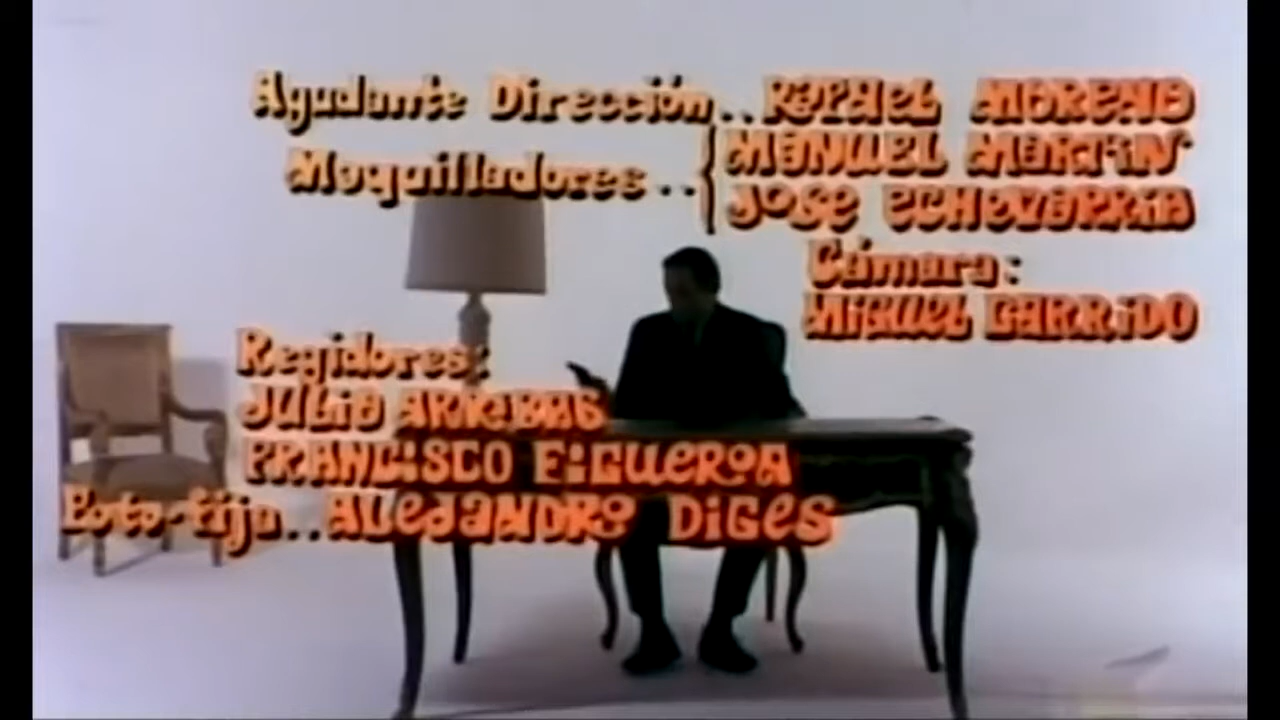 Ayudante Dirección..RaFaeL MORENO
Maquilladores..{MaNUEL MaRTiN
JoSe ECHeVaRRia
Cámara:
MiGUeL GaRRiDO
Regidores:
JULiO ARRiBAS
FRANCiSCO FiGUeRoA
Foto-fija..ALeJaNDRo DiGeS